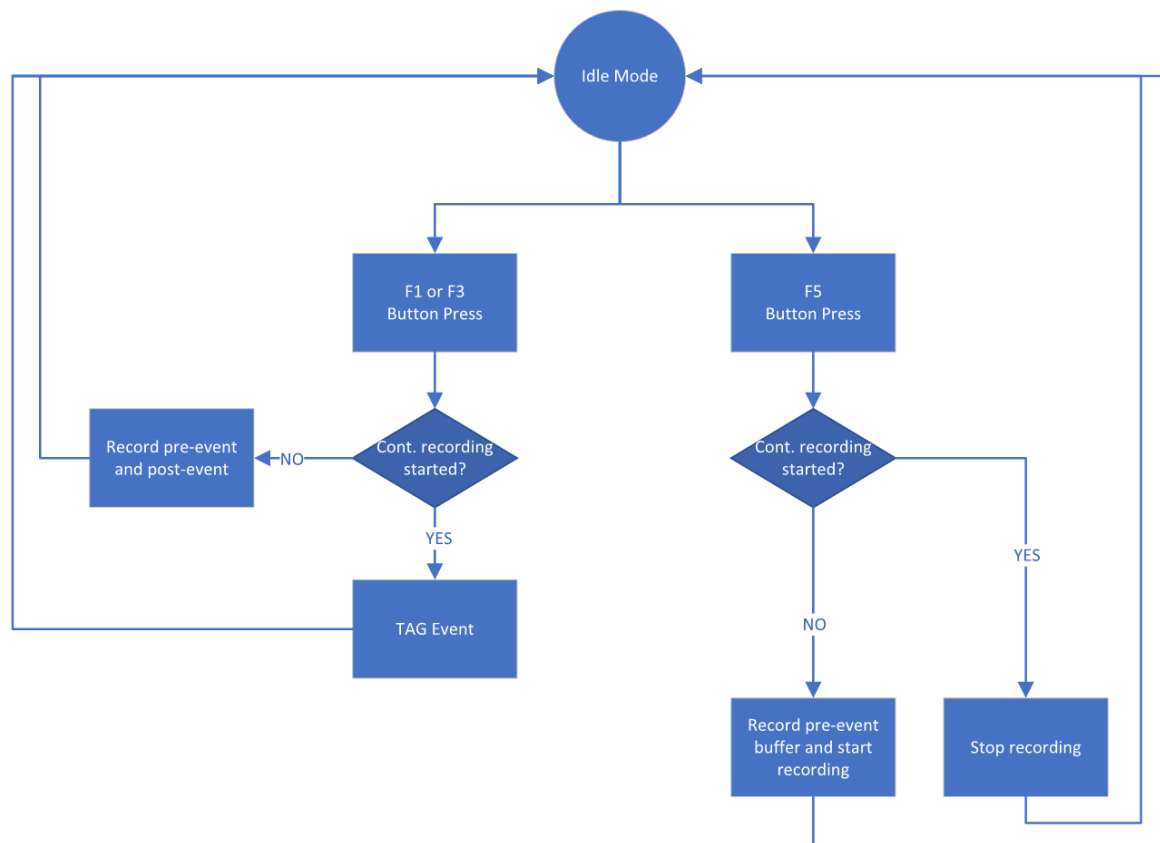 Idle Mode
F1 or F3
Button Press
F5
Button Press
Record pre-event
and post-event
NO
Cont. recording
started?
Cont. recording
started?
YES
YES
TAG Event
NO
Record pre-event
buffer and start
recording
Stop recording